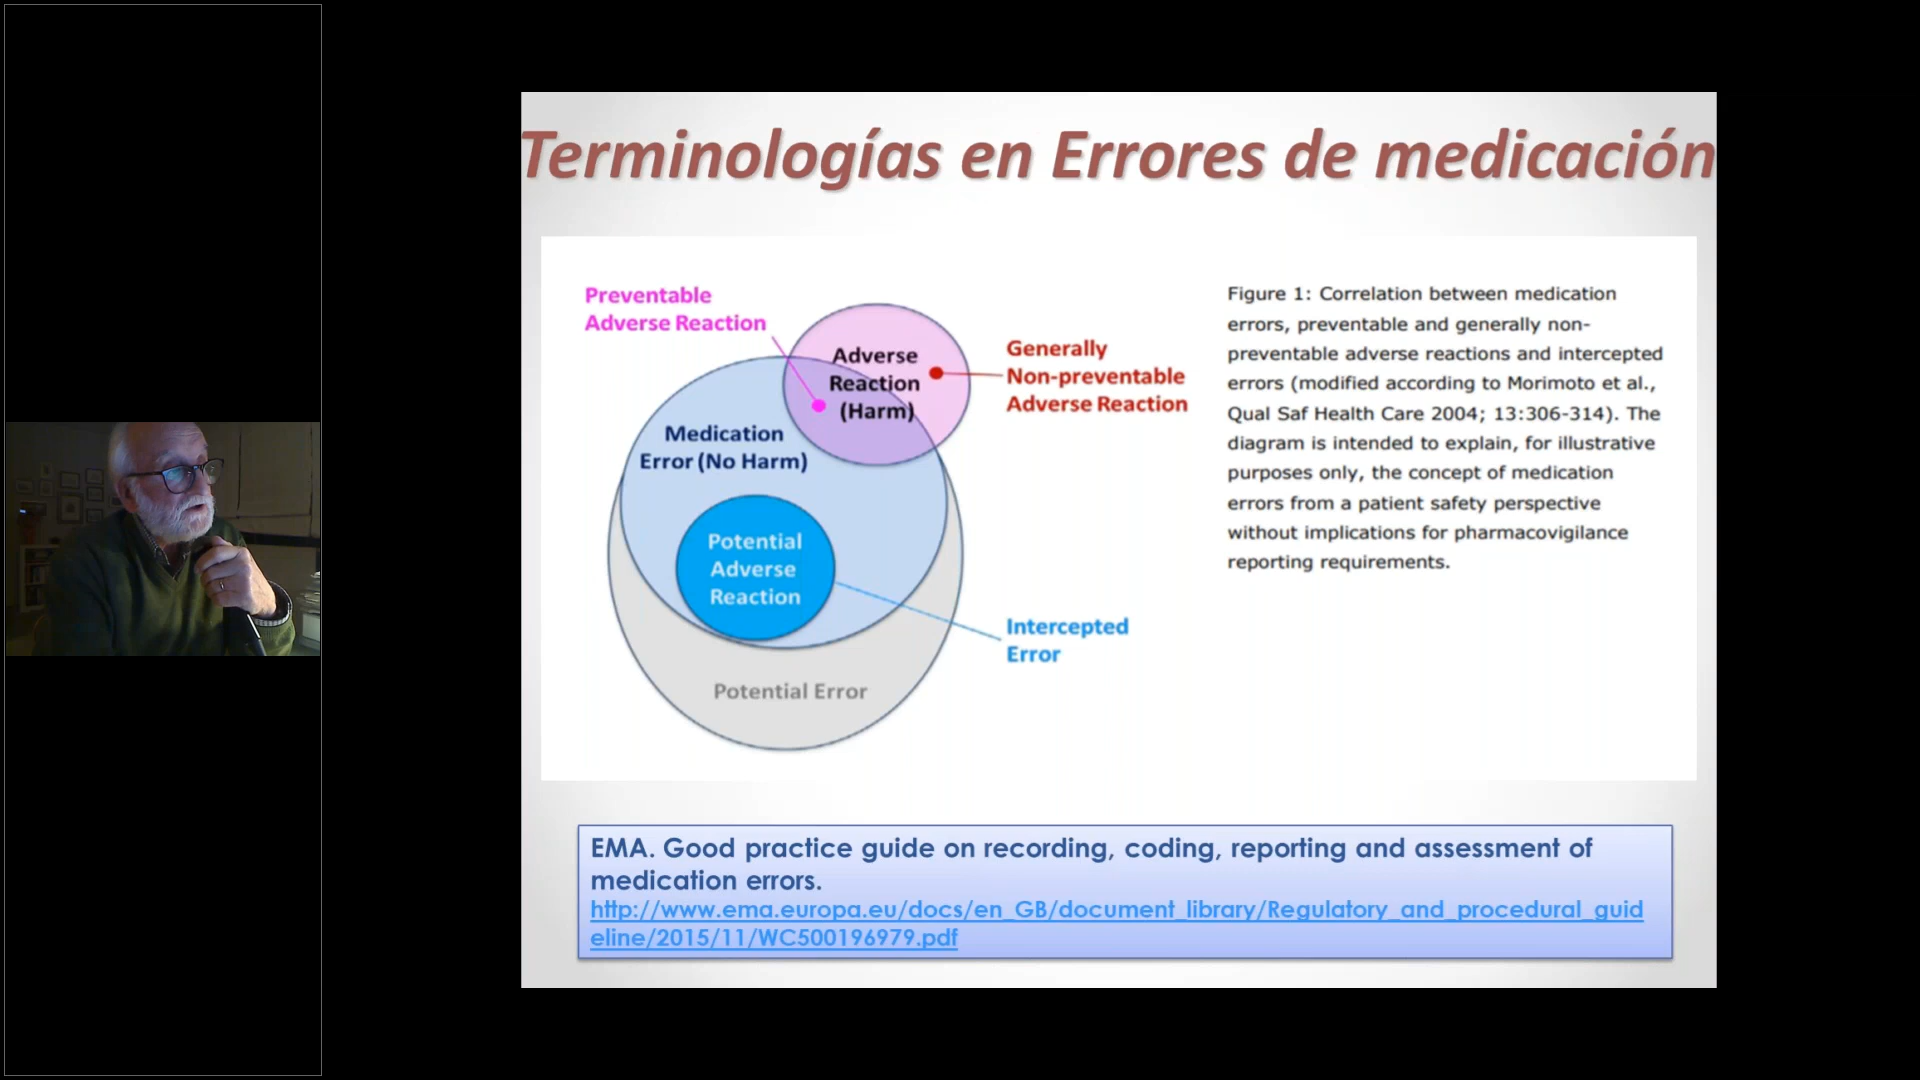 Terminologías en Errores de medicación
Preventable
Adverse Reaction
Adverse
Reaction
(Harm)
Generally
Non-preventable
Adverse Reaction
Medication
Error (No Harm)
Potential
Adverse
Reaction
Intercepted
Error
Potential Error
Figure 1: Correlation between medication
errors, preventable and generally non-
preventable adverse reactions and intercepted
errors (modified according to Morimoto et al.,
Qual Saf Health Care 2004; 13:306-314). The
diagram is intended to explain, for illustrative
purposes only, the concept of medication
errors from a patient safety perspective
without implications for pharmacovigilance
reporting requirements.
EMA. Good practice guide on recording, coding, reporting and assessment of
medication errors.
http://www.ema.europa.eu/docs/en_GB/document_library/Regulatory_and_procedural_guid
eline/2015/11/WC500196979.pdf